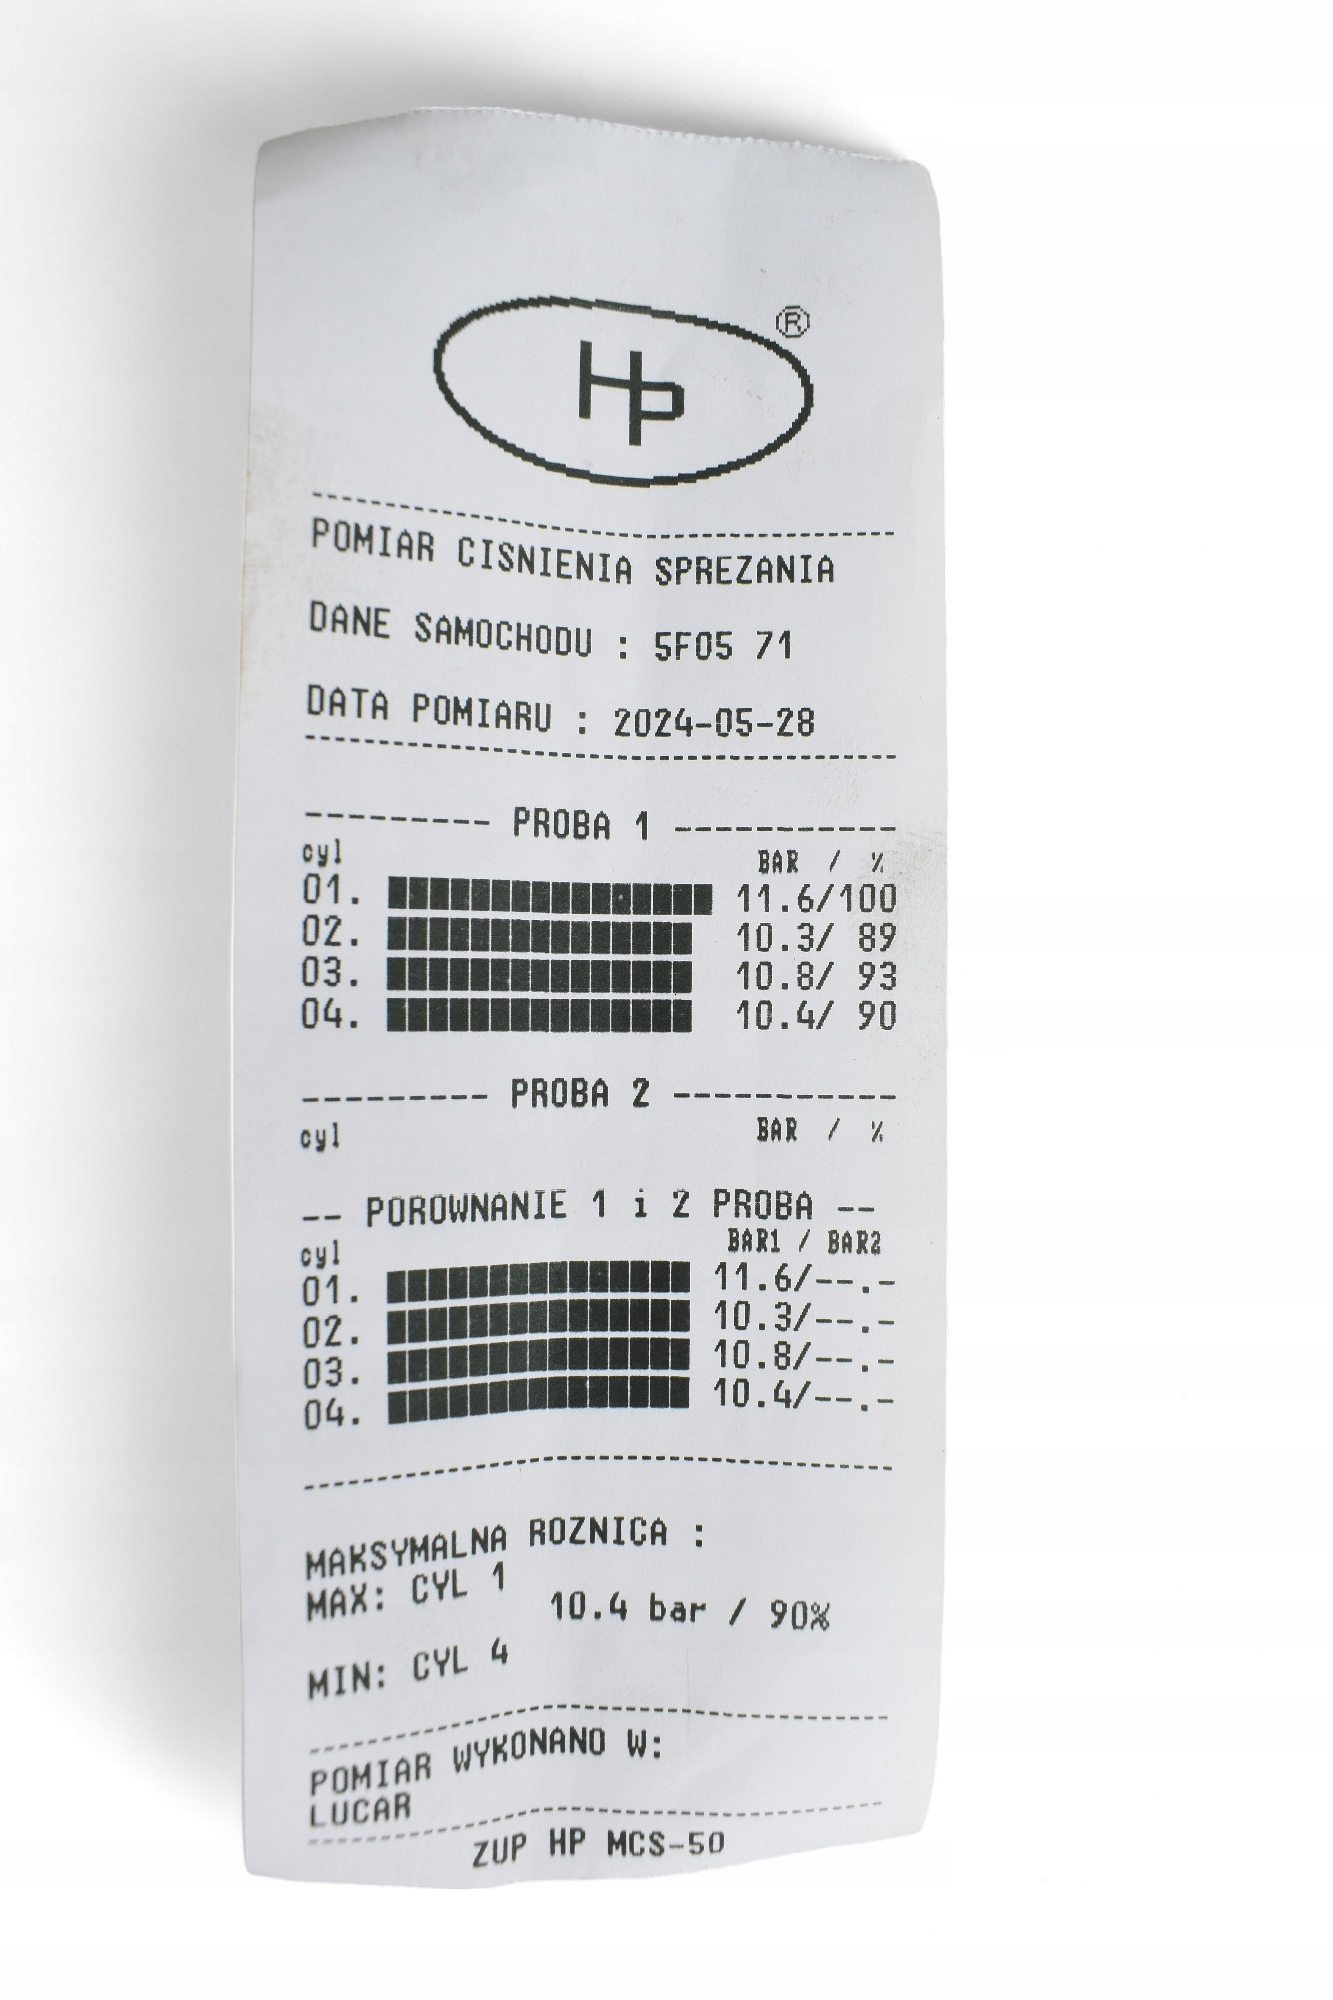 HP ®
POMIAR CISNIENIA SPREZANIA
DANE SAMOCHODU : 5F05 71
DATA POMIARU : 2024-05-28
--------- PROBA 1 -----------
cyl BAR / %
01. 11.6/100
02. 10.3/ 89
03. 10.8/ 93
04. 10.4/ 90
--------- PROBA 2 -----------
cyl BAR / %
-- POROWNANIE 1 i 2 PROBA --
cyl BAR1 / BAR2
01. 11.6/--.-
02. 10.3/--.-
03. 10.8/--.-
04. 10.4/--.-
MAKSYMALNA ROZNICA :
MAX: CYL 1
10.4 bar / 90%
MIN: CYL 4
POMIAR WYKONANO W:
LUCAR
ZUP HP MCS-50